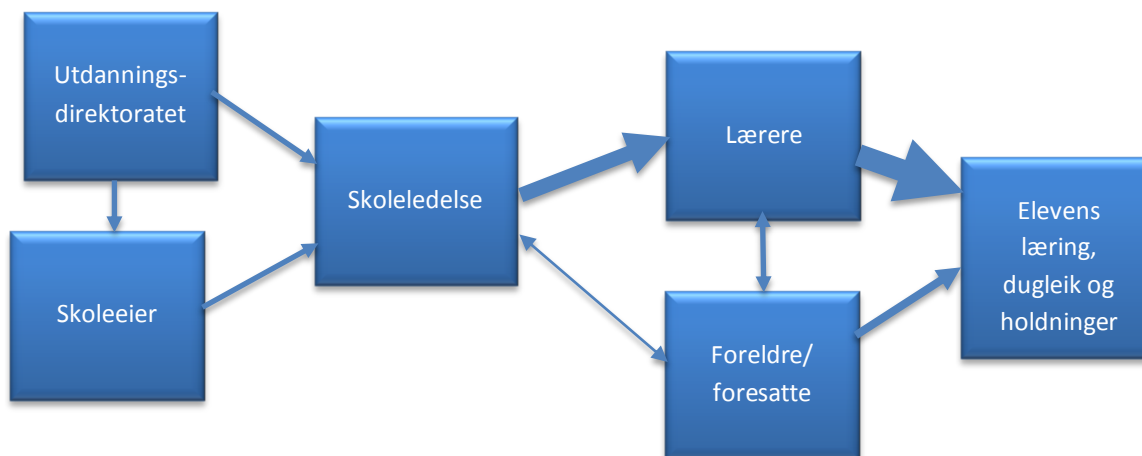 Utdannings-
direktoratet
Skoleeier
Skoleledelse
Lærere
Foreldre/
foresatte
Elevens
læring,
dugleik og
holdninger